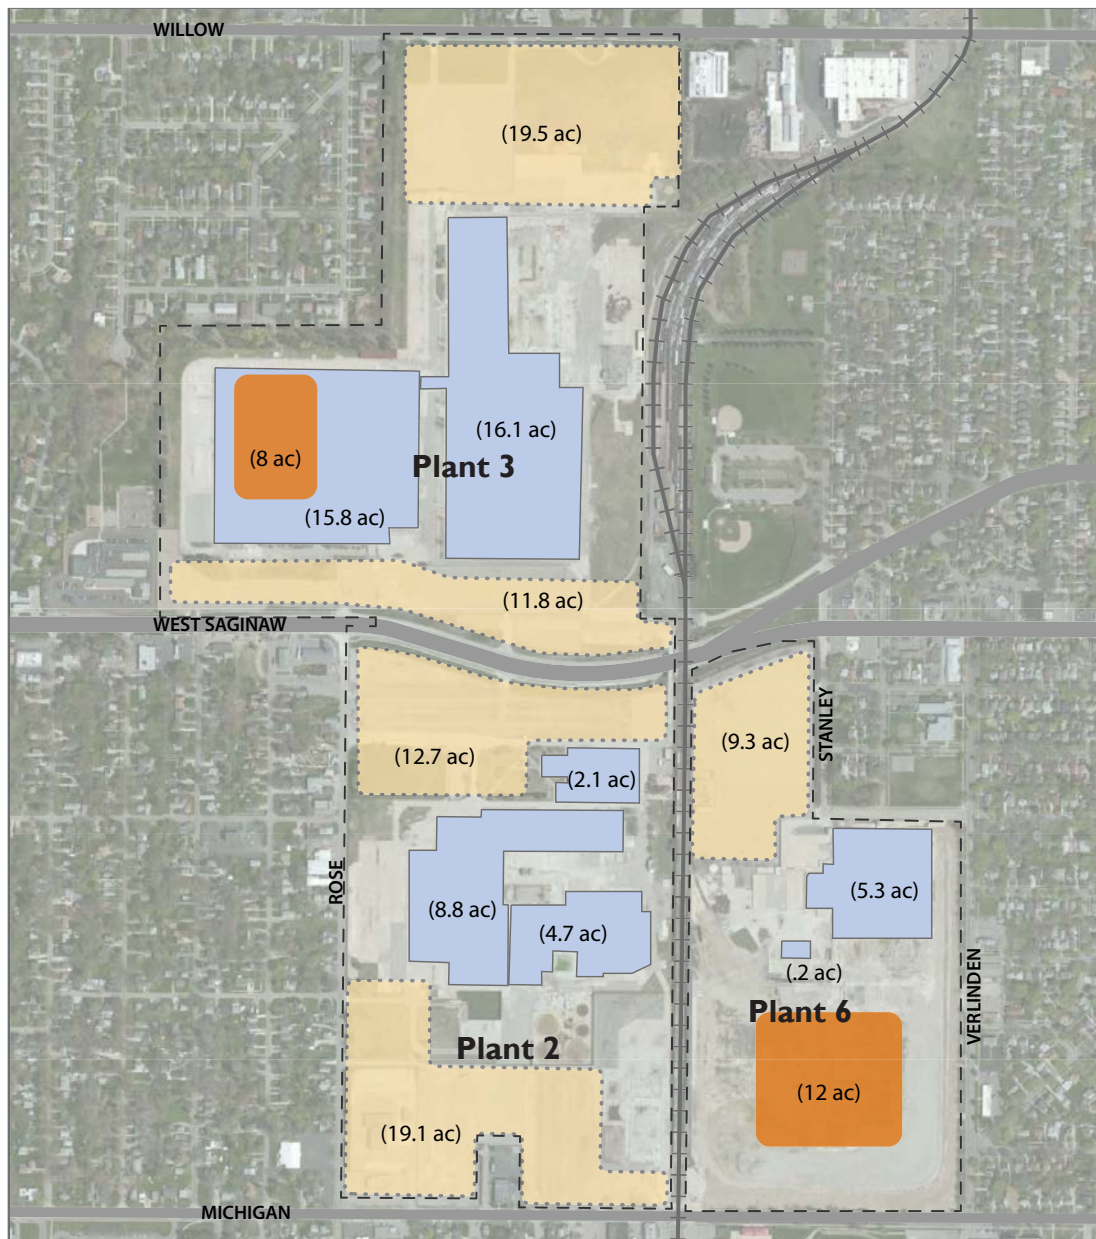 WILLOW
(19.5 ac)
(16.1 ac)
(8 ac)
Plant 3
(15.8 ac)
(11.8 ac)
WEST SAGINAW
STANLEY
(9.3 ac)
(12.7 ac)
(2.1 ac)
ROSE
(5.3 ac)
(8.8 ac)
(4.7 ac)
(.2 ac)
VERLINDEN
Plant 6
Plant 2
(12 ac)
(19.1 ac)
MICHIGAN